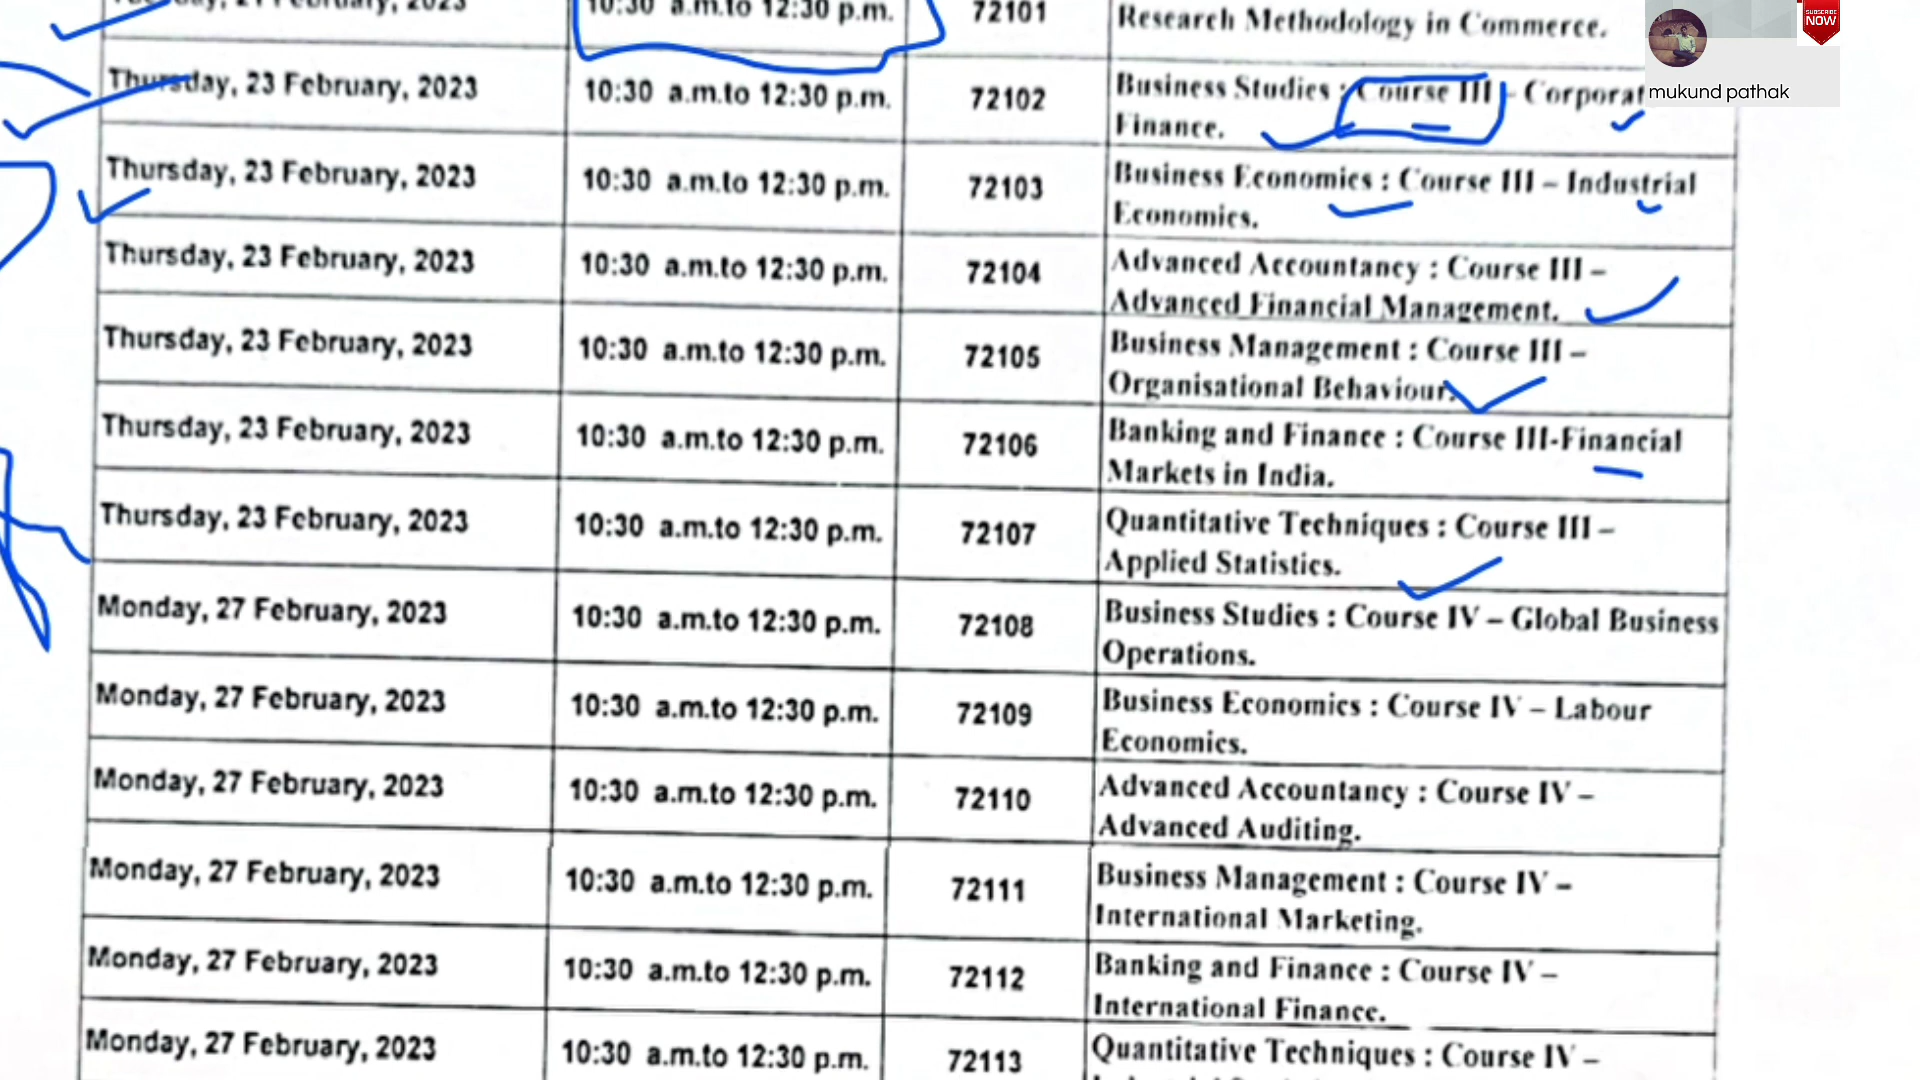 February, 2023 10:30 a.m.to 12:30 p.m. 72101 Research Methodology in Commerce.
SUBSCRIBE
NOW
mukund pathak
Thursday, 23 February, 2023 10:30 a.m.to 12:30 p.m. 72102 Business Studies : Course III – Corporat
Finance.
Thursday, 23 February, 2023 10:30 a.m.to 12:30 p.m. 72103 Business Economics : Course III – Industrial
Economics.
Thursday, 23 February, 2023 10:30 a.m.to 12:30 p.m. 72104 Advanced Accountancy : Course III –
Advanced Financial Management.
Thursday, 23 February, 2023 10:30 a.m.to 12:30 p.m. 72105 Business Management : Course III –
Organisational Behaviour.
Thursday, 23 February, 2023 10:30 a.m.to 12:30 p.m. 72106 Banking and Finance : Course III-Financial
Markets in India.
Thursday, 23 February, 2023 10:30 a.m.to 12:30 p.m. 72107 Quantitative Techniques : Course III –
Applied Statistics.
Monday, 27 February, 2023 10:30 a.m.to 12:30 p.m. 72108 Business Studies : Course IV – Global Business
Operations.
Monday, 27 February, 2023 10:30 a.m.to 12:30 p.m. 72109 Business Economics : Course IV – Labour
Economics.
Monday, 27 February, 2023 10:30 a.m.to 12:30 p.m. 72110 Advanced Accountancy : Course IV –
Advanced Auditing.
Monday, 27 February, 2023 10:30 a.m.to 12:30 p.m. 72111 Business Management : Course IV –
International Marketing.
Monday, 27 February, 2023 10:30 a.m.to 12:30 p.m. 72112 Banking and Finance : Course IV –
International Finance.
Monday, 27 February, 2023 10:30 a.m.to 12:30 p.m. 72113 Quantitative Techniques : Course IV –